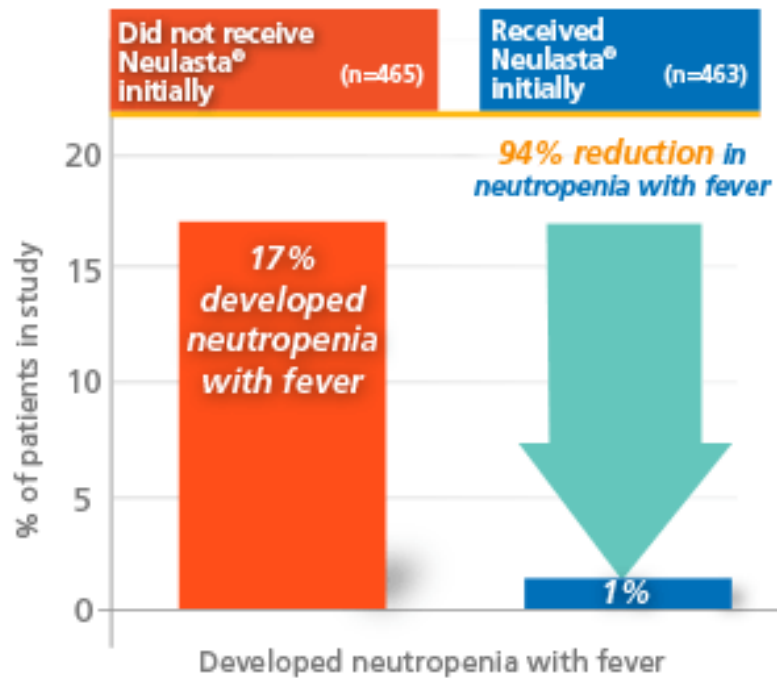 Did not receive
Neulasta®
initially
(n=465)
Received
Neulasta®
initially
(n=463)
94% reduction in
neutropenia with fever
% of patients in study
20
15
10
5
0
17%
developed
neutropenia
with fever
1%
Developed neutropenia with fever